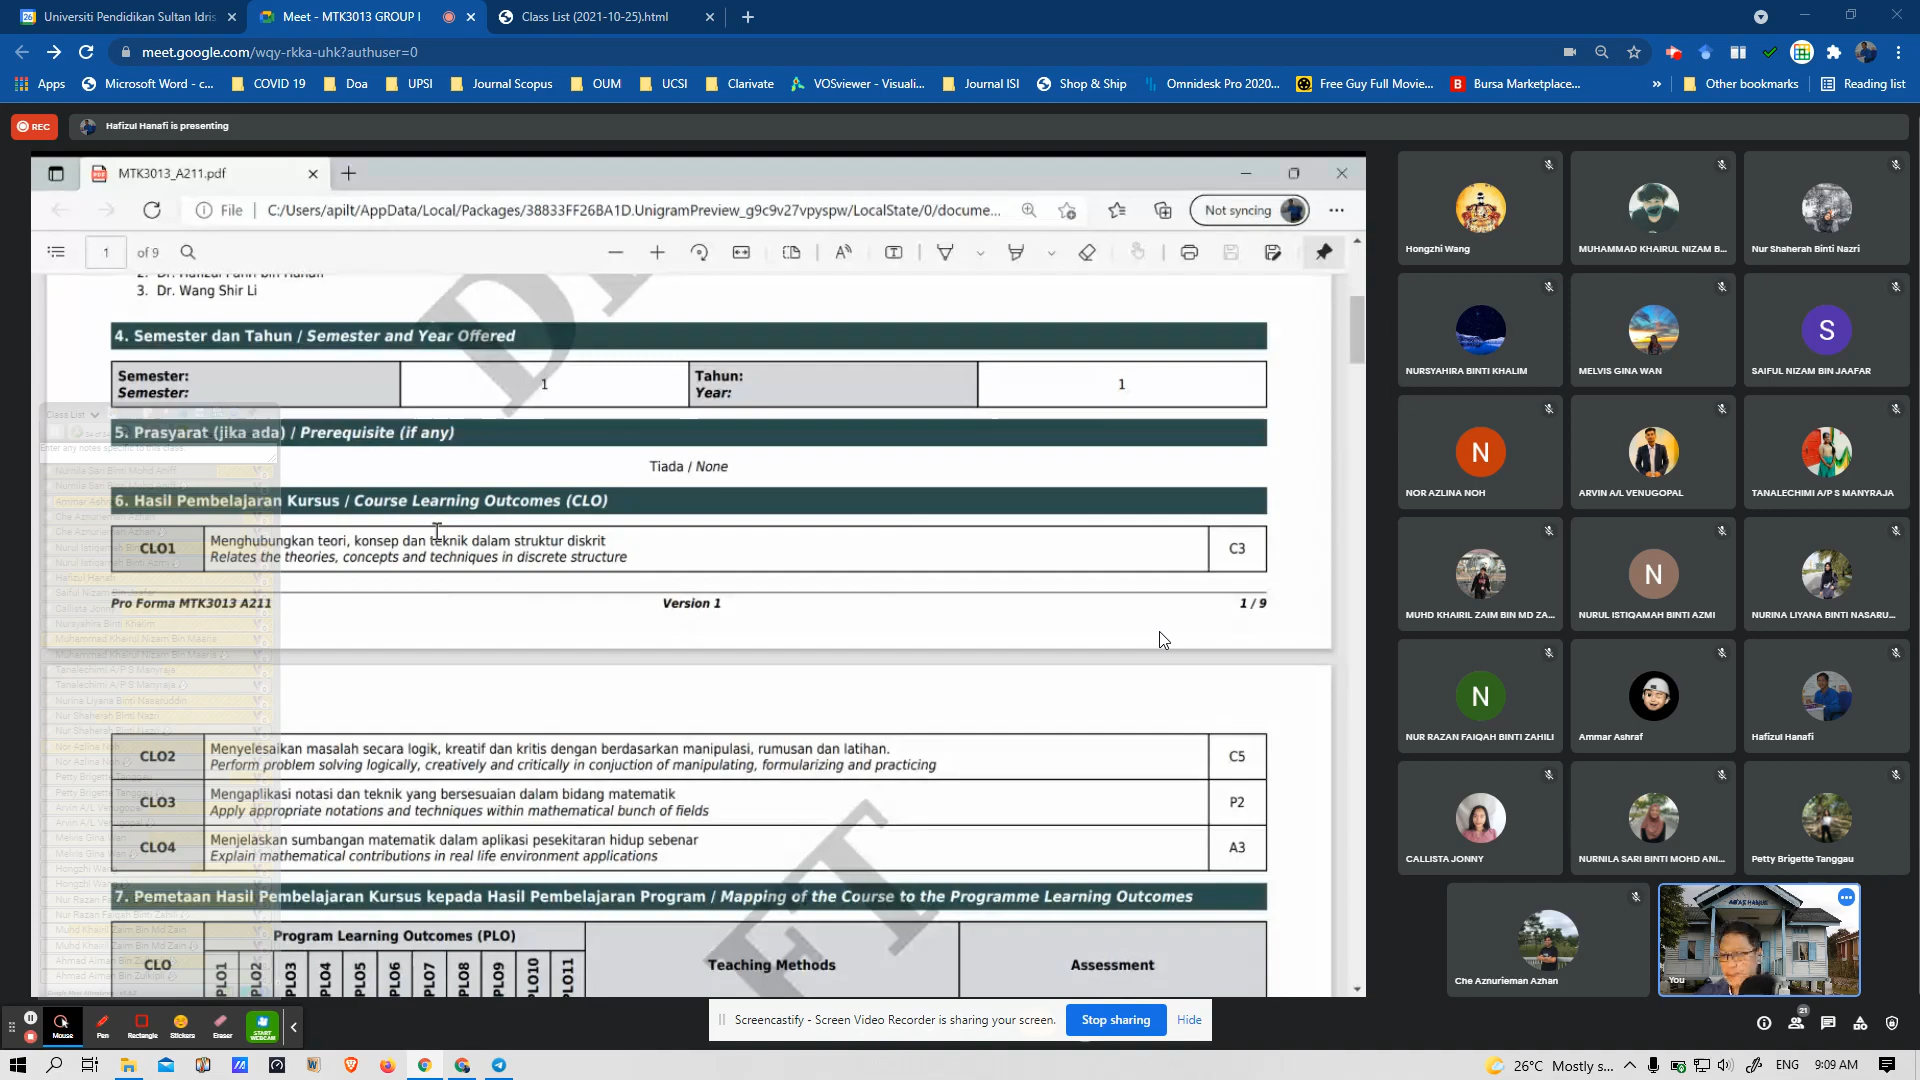 Universiti Pendidikan Sultan Idris
Meet - MTK3013 GROUP I
Class List (2021-10-25).html
meet.google.com/wqy-rkka-uhk?authuser=0
Apps
Microsoft Word - c...
COVID 19
Doa
UPSI
Journal Scopus
OUM
UCSI
Clarivate
VOSviewer - Visuali...
Journal ISI
Shop & Ship
Omnidesk Pro 2020...
Free Guy Full Movie...
Bursa Marketplace...
Other bookmarks
Reading list
REC
Hafizul Hanafi is presenting
MTK3013_A211.pdf
File
C:/Users/apilt/AppData/Local/Packages/38833FF26BA1D.UnigramPreview_g9c9v27vpyspw/LocalState/0/docume...
Not syncing
1
of 9
3. Dr. Wang Shir Li
4. Semester dan Tahun / Semester and Year Offered
Semester:
Semester:
1
Tahun:
Year:
1
5. Prasyarat (jika ada) / Prerequisite (if any)
Tiada / None
6. Hasil Pembelajaran Kursus / Course Learning Outcomes (CLO)
CLO1
Menghubungkan teori, konsep dan teknik dalam struktur diskrit
Relates the theories, concepts and techniques in discrete structure
C3
Pro Forma MTK3013 A211
Version 1
1 / 9
CLO2
Menyelesaikan masalah secara logik, kreatif dan kritis dengan berdasarkan manipulasi, rumusan dan latihan.
Perform problem solving logically, creatively and critically in conjuction of manipulating, formularizing and practicing
C5
CLO3
Mengaplikasi notasi dan teknik yang bersesuaian dalam bidang matematik
Apply appropriate notations and techniques within mathematical bunch of fields
P2
CLO4
Menjelaskan sumbangan matematik dalam aplikasi pesekitaran hidup sebenar
Explain mathematical contributions in real life environment applications
A3
7. Pemetaan Hasil Pembelajaran Kursus kepada Hasil Pembelajaran Program / Mapping of the Course to the Programme Learning Outcomes
CLO
Program Learning Outcomes (PLO)
PLO1
PLO2
PLO3
PLO4
PLO5
PLO6
PLO7
PLO8
PLO9
PLO10
PLO11
Teaching Methods
Assessment
Class List
Enter any notes specific to this class.
Hongzhi Wang
MUHAMMAD KHAIRUL NIZAM B...
Nur Shaherah Binti Nazri
NURSYAHIRA BINTI KHALIM
MELVIS GINA WAN
S
SAIFUL NIZAM BIN JAAFAR
N
NOR AZLINA NOH
ARVIN A/L VENUGOPAL
TANALECHIMI A/P S MANYRAJA
MUHD KHAIRIL ZAIM BIN MD ZA...
N
NURUL ISTIQAMAH BINTI AZMI
NURINA LIYANA BINTI NASARU...
N
NUR RAZAN FAIQAH BINTI ZAHILI
Ammar Ashraf
Hafizul Hanafi
CALLISTA JONNY
NURNILA SARI BINTI MOHD ANI...
Petty Brigette Tanggau
Che Aznurieman Azhan
You
Mouse
Pen
Rectangle
Stickers
Eraser
START WEBCAM
Screencastify - Screen Video Recorder is sharing your screen.
Stop sharing
Hide
21
26°C Mostly s...
ENG
9:09 AM